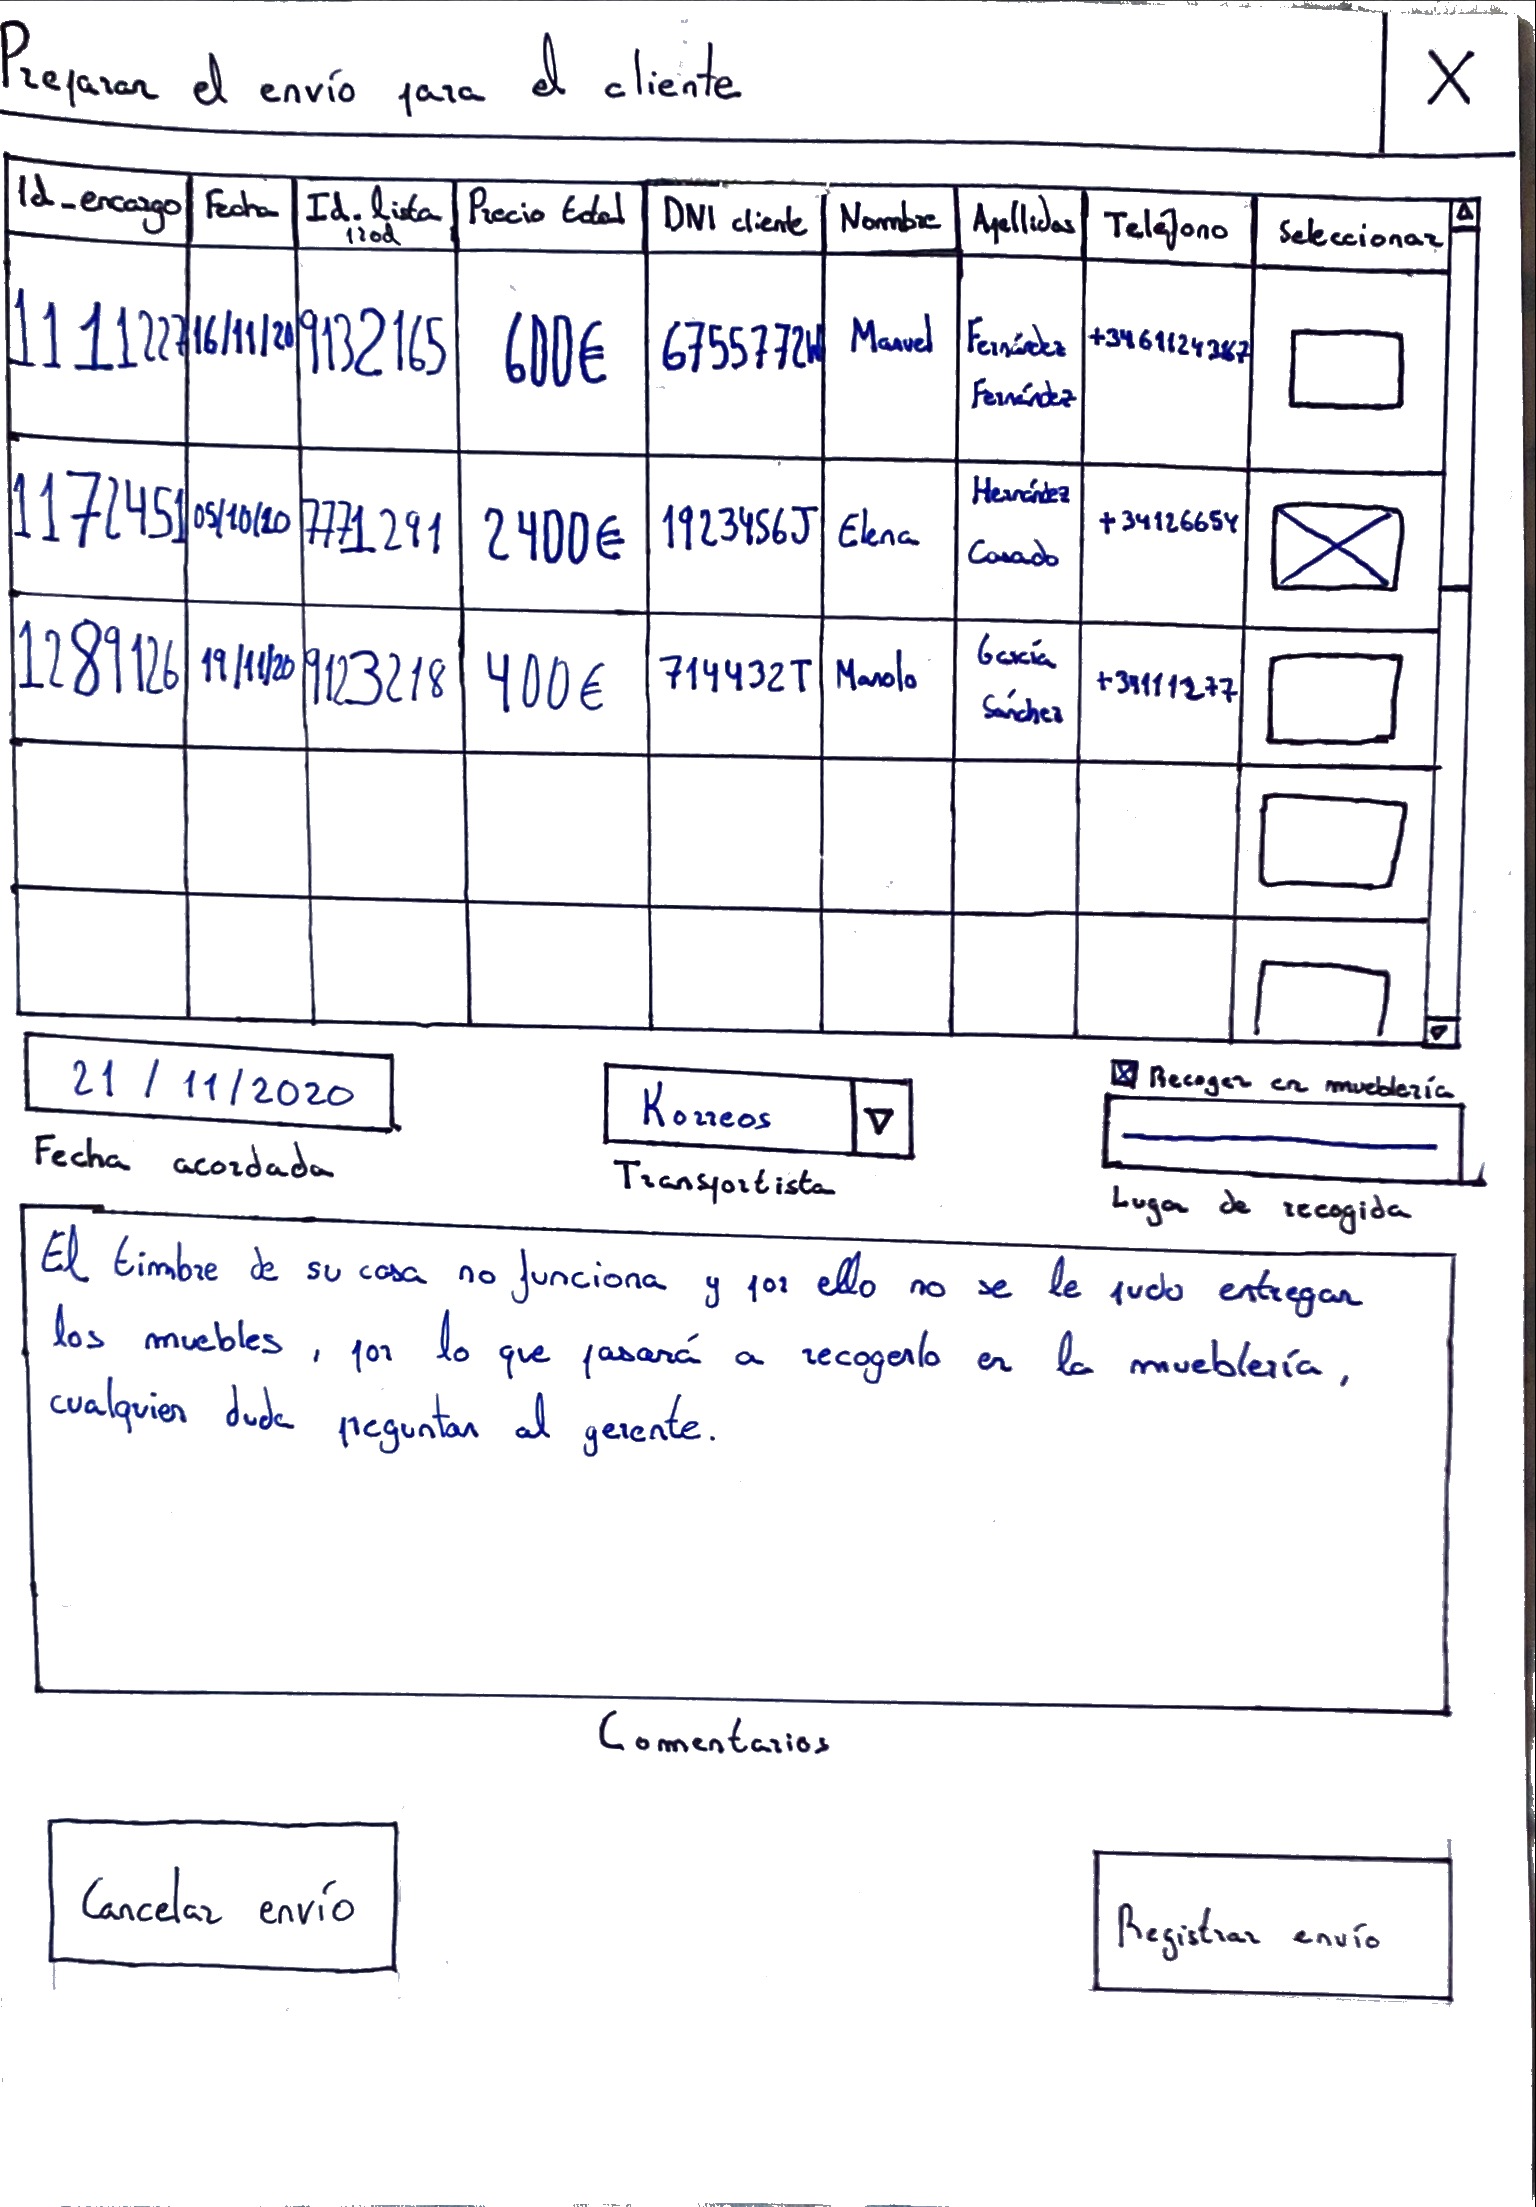 Preparar el envío para el cliente X
Id_encargo Fecha Id. lista prod Precio total DNI cliente Nombre Apellidos Teléfono Seleccionar
1111227 16/11/20 9132165 600€ 6755772W Manuel Fernández Fernández
1172451 05/10/20 7771291 2400€ 1923456J Elena Hernández Casado +34126654
1289126 19/11/20 9123218 400€ 714432T Manolo García Sánchez +34111277
21 / 11/2020
Fecha acordada
Korreos
Transportista
Recoger en mueblería
Lugar de recogida
El timbre de su casa no funciona y por ello no se le pudo entregar
los muebles, por lo que pasará a recogerlo en la mueblería,
cualquier duda preguntar al gerente.
Comentarios
Cancelar envío
Registrar envío